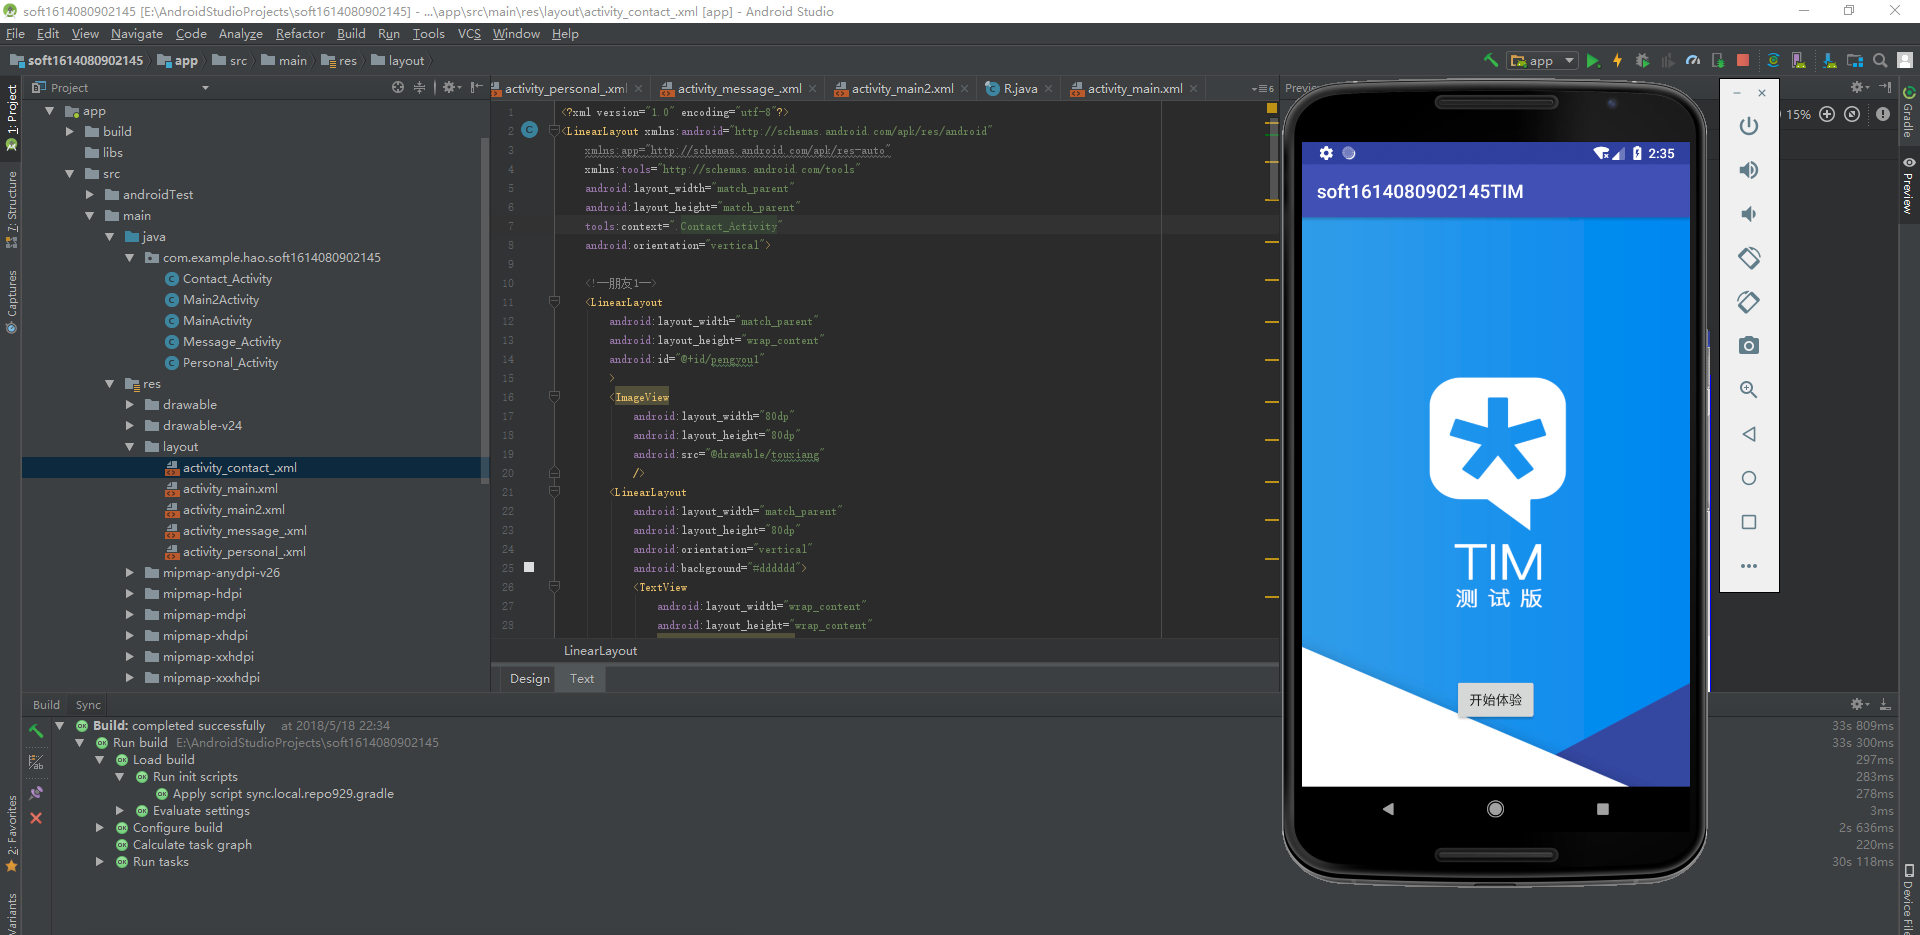 soft1614080902145 [E:\AndroidStudioProjects\soft1614080902145] - ...\app\src\main\res\layout\activity_contact_.xml [app] - Android Studio
File Edit View Navigate Code Analyze Refactor Build Run Tools VCS Window Help
soft1614080902145 app src main res layout
app
Project
activity_personal_.xml activity_message_.xml activity_main2.xml R.java activity_main.xml
Preview
15%
1: Project
Z: Structure
Captures
2: Favorites
Variants
app
build
libs
src
androidTest
main
java
com.example.hao.soft1614080902145
Contact_Activity
Main2Activity
MainActivity
Message_Activity
Personal_Activity
res
drawable
drawable-v24
layout
activity_contact_.xml
activity_main.xml
activity_main2.xml
activity_message_.xml
activity_personal_.xml
mipmap-anydpi-v26
mipmap-hdpi
mipmap-mdpi
mipmap-xhdpi
mipmap-xxhdpi
mipmap-xxxhdpi
1 <?xml version="1.0" encoding="utf-8"?>
2 <LinearLayout xmlns:android="http://schemas.android.com/apk/res/android"
3 xmlns:app="http://schemas.android.com/apk/res-auto"
4 xmlns:tools="http://schemas.android.com/tools"
5 android:layout_width="match_parent"
6 android:layout_height="match_parent"
7 tools:context=".Contact_Activity"
8 android:orientation="vertical">
9
10 <!--朋友1-->
11 <LinearLayout
12 android:layout_width="match_parent"
13 android:layout_height="wrap_content"
14 android:id="@+id/pengyou1"
15 >
16 <ImageView
17 android:layout_width="80dp"
18 android:layout_height="80dp"
19 android:src="@drawable/touxiang"
20 />
21 <LinearLayout
22 android:layout_width="match_parent"
23 android:layout_height="80dp"
24 android:orientation="vertical"
25 android:background="#dddddd">
26 <TextView
27 android:layout_width="wrap_content"
28 android:layout_height="wrap_content"
LinearLayout
Design Text
2:35
soft1614080902145TIM
TIM
测试版
开始体验
Gradle
Preview
Device File
Build Sync
Build: completed successfully at 2018/5/18 22:34 33s 809ms
Run build E:\AndroidStudioProjects\soft1614080902145 33s 300ms
Load build 297ms
Run init scripts 283ms
Apply script sync.local.repo929.gradle 278ms
Evaluate settings 3ms
Configure build 2s 636ms
Calculate task graph 220ms
Run tasks 30s 118ms